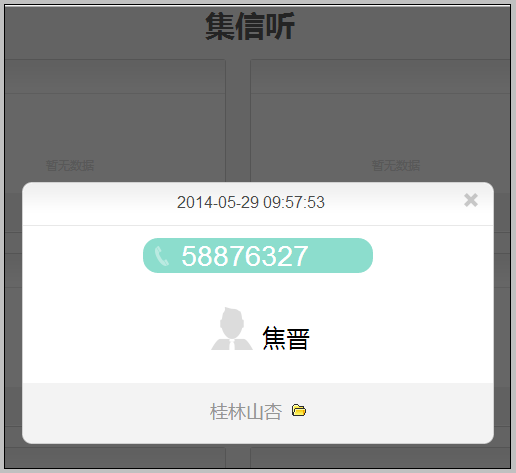 集信听
暂无数据 暂无数据
2014-05-29 09:57:53
58876327
焦晋
桂林山杏